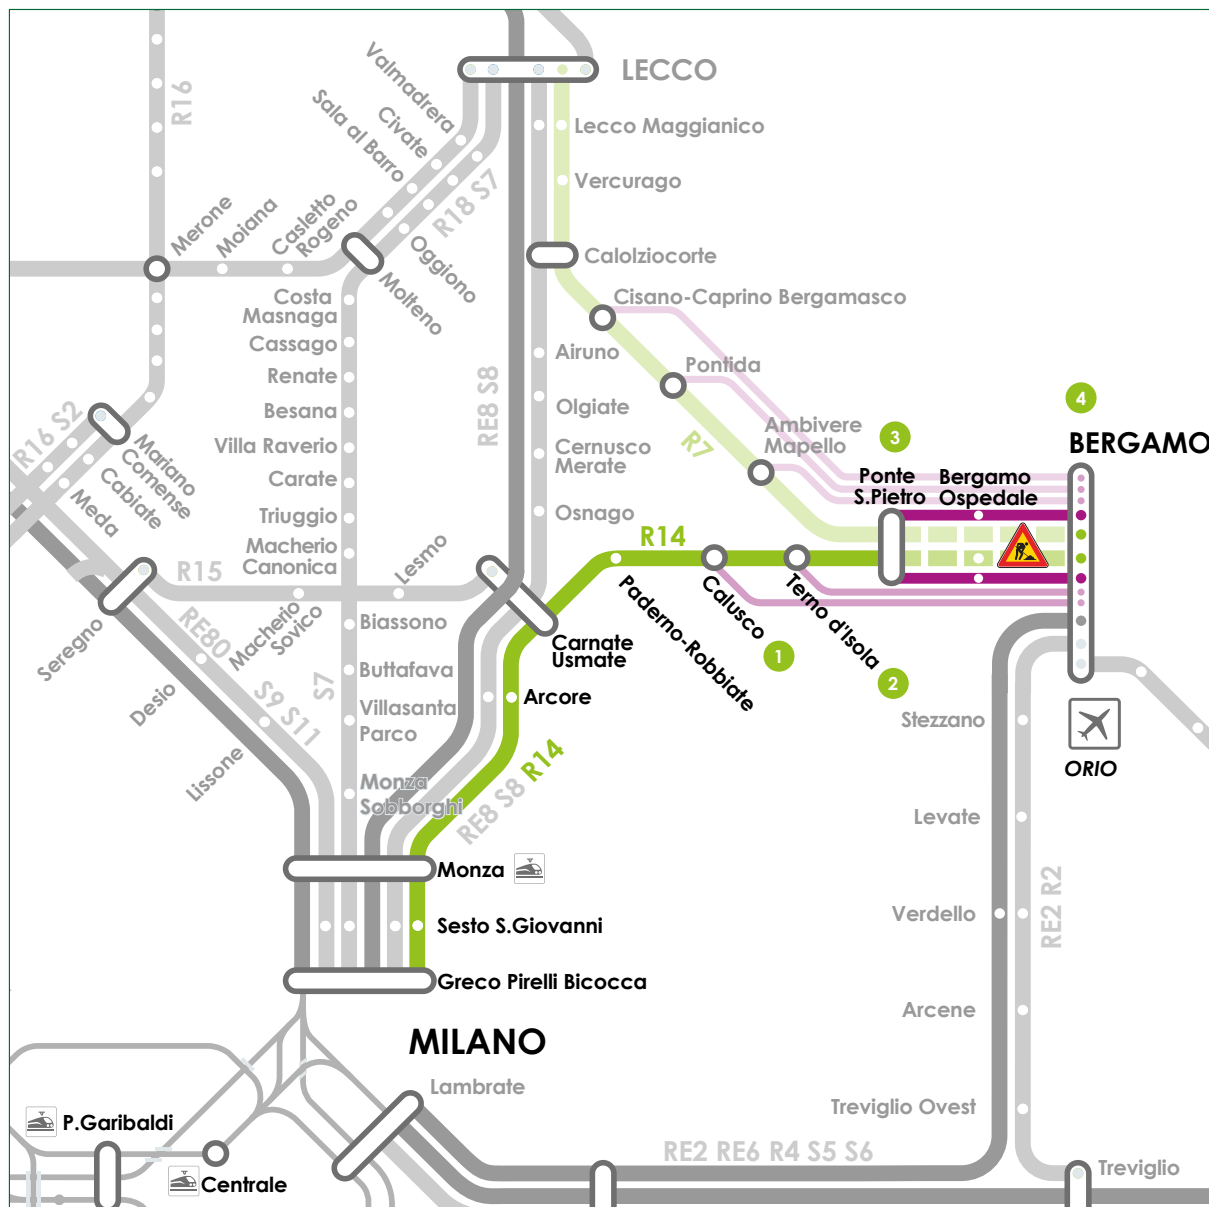 LECCO
R16
Valmadrera
Civate
Sala al Barro
R18 S7
Lecco Maggianico
Vercurago
Merone
Moiana
Casletto
Rogeno
Oggiono
Molteno
Calolziocorte
Cisano-Caprino Bergamasco
Costa
Masnaga
Cassago
Renate
Besana
Villa Raverio
Carate
Triuggio
Macherio
Canonica
RE8 S8
Airuno
Olgiate
Cernusco
Merate
Osnago
Pontida
R7
Ambivere
Mapello
3
4
BERGAMO
Ponte
S.Pietro
Bergamo
Ospedale
R16 S2
Mariano
Comense
Cabiate
Meda
R14
R15
Lesmo
Seregno
RE80
Macherio
Sovico
Biassono
Carnate
Usmate
Paderno-Robbiate
Calusco
1
Terno d'Isola
2
Desio
S9 S11
S7
Buttafava
Villasanta
Parco
Arcore
Stezzano
ORIO
Lissone
Monza
Sobborghi
RE8 S8 R14
Levate
Monza
Sesto S.Giovanni
Greco Pirelli Bicocca
Verdello
RE2 R2
MILANO
Arcene
Lambrate
Treviglio Ovest
P.Garibaldi
Centrale
RE2 RE6 R4 S5 S6
Treviglio